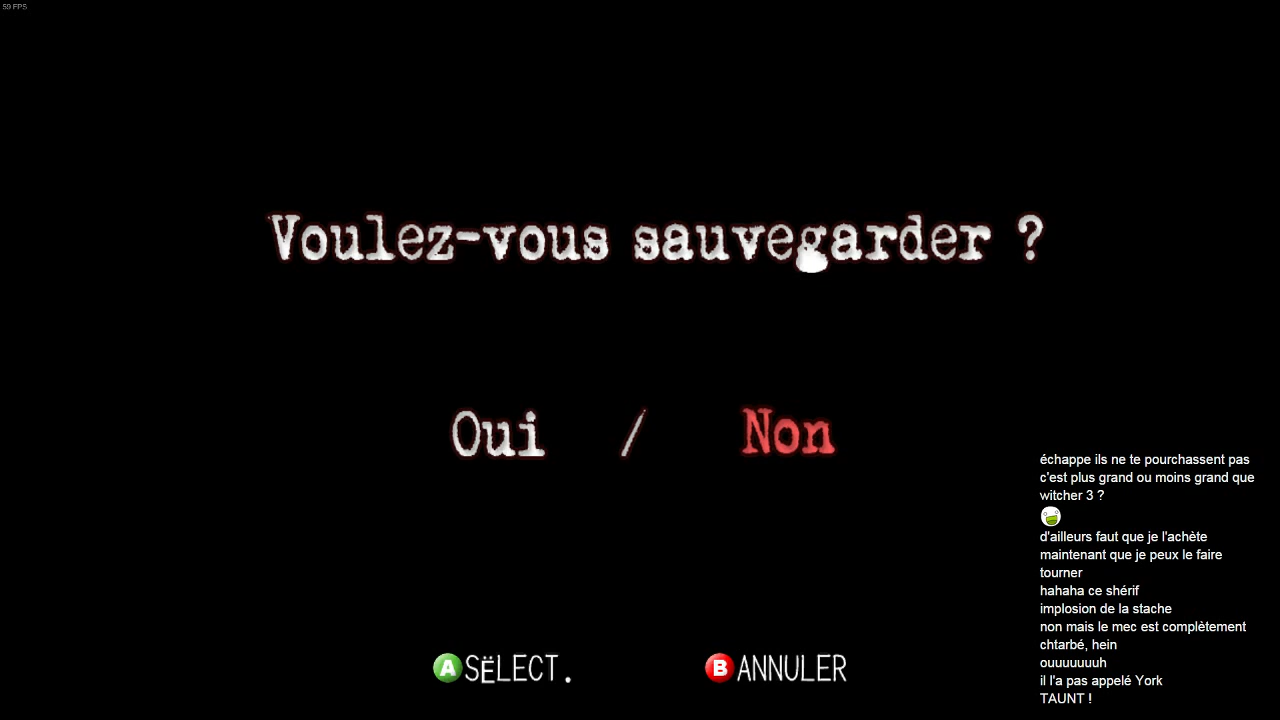 59 FPS
Voulez-vous sauvegarder ?
Oui / Non
échappe ils ne te pourchassent pas
c'est plus grand ou moins grand que
witcher 3 ?
d'ailleurs faut que je l'achète
maintenant que je peux le faire
tourner
hahaha ce shérif
implosion de la stache
non mais le mec est complètement
chtarbé, hein
ouuuuuuuh
il l'a pas appelé York
TAUNT !
A SËLECT. B ANNULER